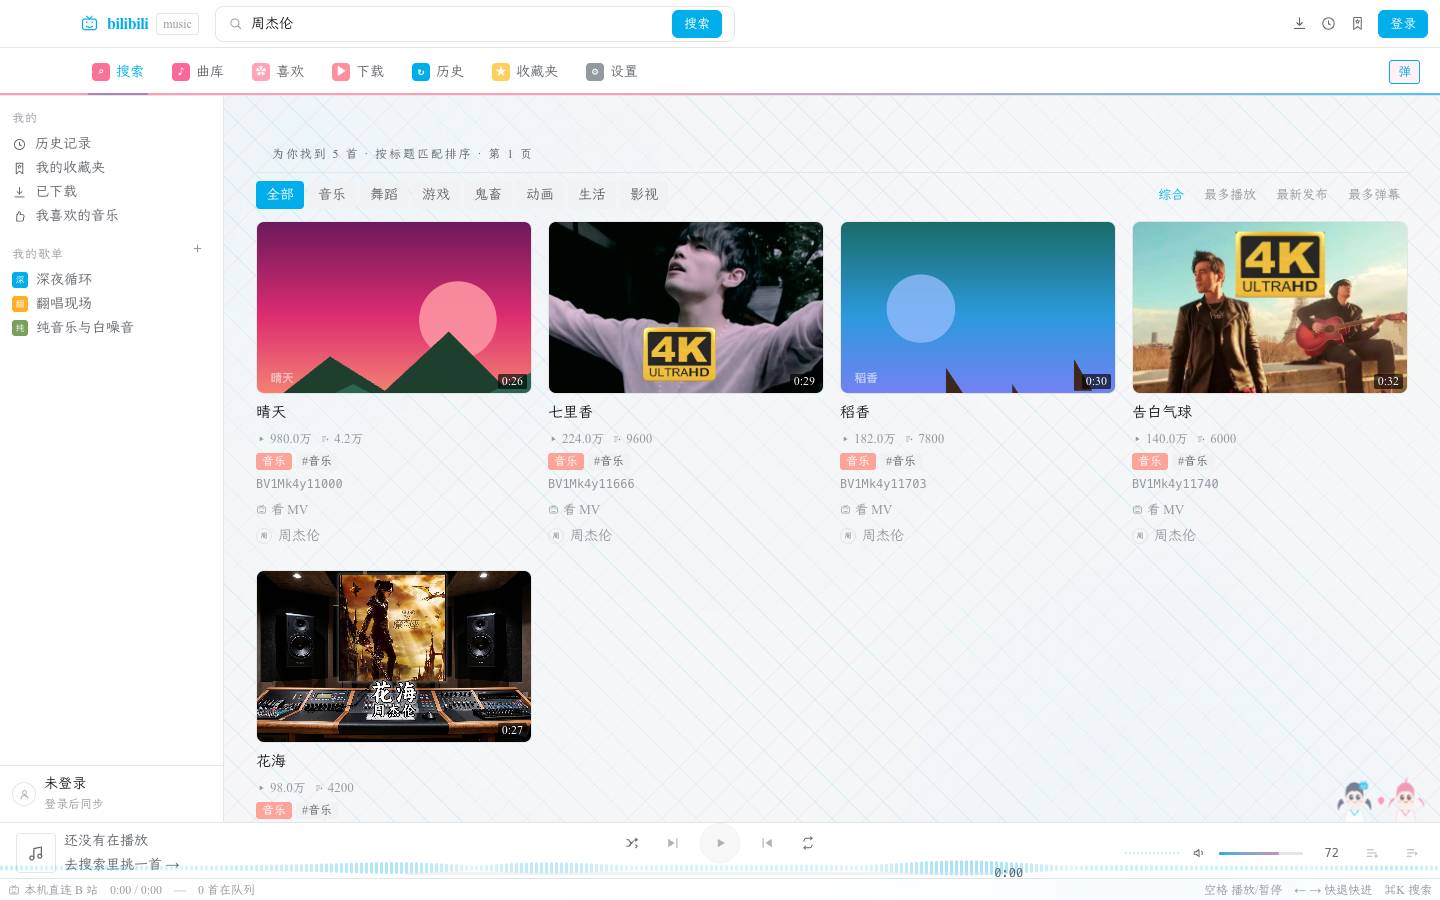 bilibili music
周杰伦
搜索
登录
搜索 曲库 喜欢 下载 历史 收藏夹 设置
弹
我的
历史记录
我的收藏夹
已下载
我喜欢的音乐
我的歌单 +
深 深夜循环
翻 翻唱现场
纯 纯音乐与白噪音
未登录
登录后同步
为你找到 5 首 · 按标题匹配排序 · 第 1 页
全部 音乐 舞蹈 游戏 鬼畜 动画 生活 影视
综合 最多播放 最新发布 最多弹幕
晴天 0:26
4K ULTRAHD 0:29
稻香 0:30
4K ULTRAHD 0:32
晴天
980.0万 4.2万
音乐 #音乐
BV1Mk4y11000
看 MV
周 周杰伦
七里香
224.0万 9600
音乐 #音乐
BV1Mk4y11666
看 MV
周 周杰伦
稻香
182.0万 7800
音乐 #音乐
BV1Mk4y11703
看 MV
周 周杰伦
告白气球
140.0万 6000
音乐 #音乐
BV1Mk4y11740
看 MV
周 周杰伦
花海
周杰伦
0:27
花海
98.0万 4200
音乐 #音乐
还没有在播放
去搜索里挑一首 →
0:00
72
本机直连 B 站 0:00 / 0:00 — 0 首在队列
空格 播放/暂停 ← → 快退快进 ⌘K 搜索